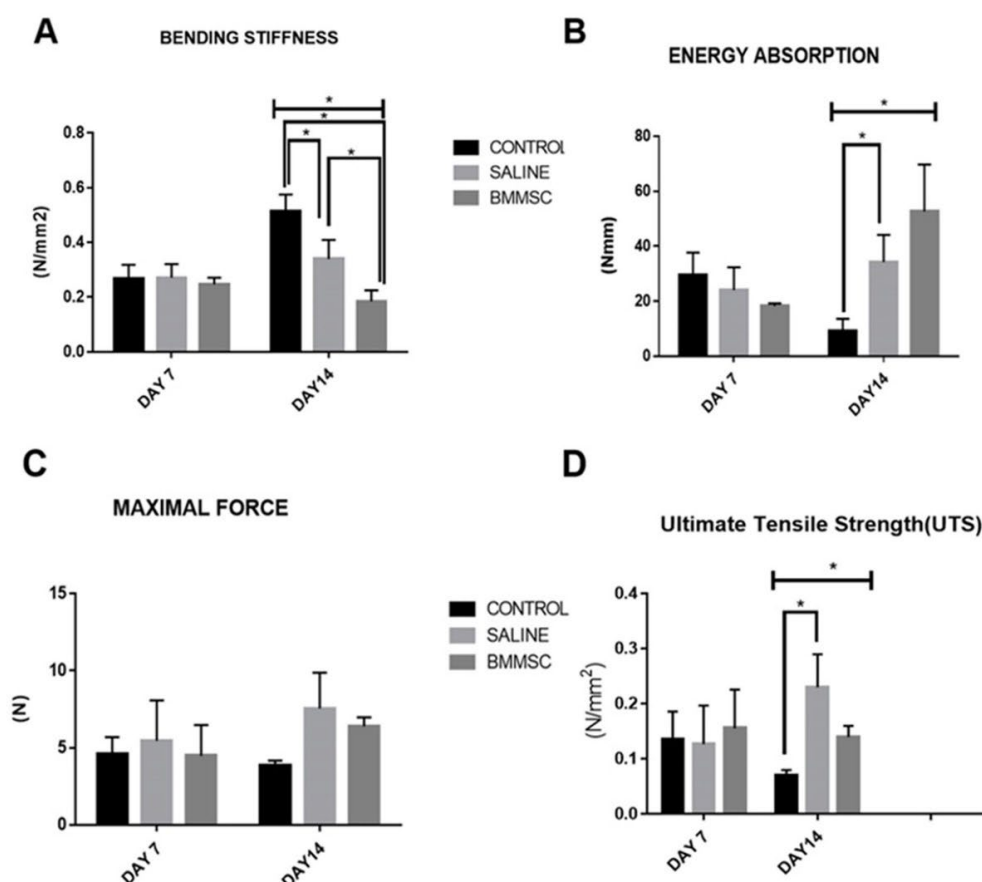 A
BENDING STIFFNESS
*
*
*
*
0.8
0.6
0.4
0.2
0.0
(N/mm2)
DAY 7
DAY14
CONTROL
SALINE
BMMSC
B
ENERGY ABSORPTION
*
*
80
60
40
20
0
(Nmm)
DAY 7
DAY14
C
MAXIMAL FORCE
15
10
5
0
(N)
DAY 7
DAY14
CONTROL
SALINE
BMMSC
D
Ultimate Tensile Strength(UTS)
*
*
0.4
0.3
0.2
0.1
0.0
(N/mm²)
DAY 7
DAY14